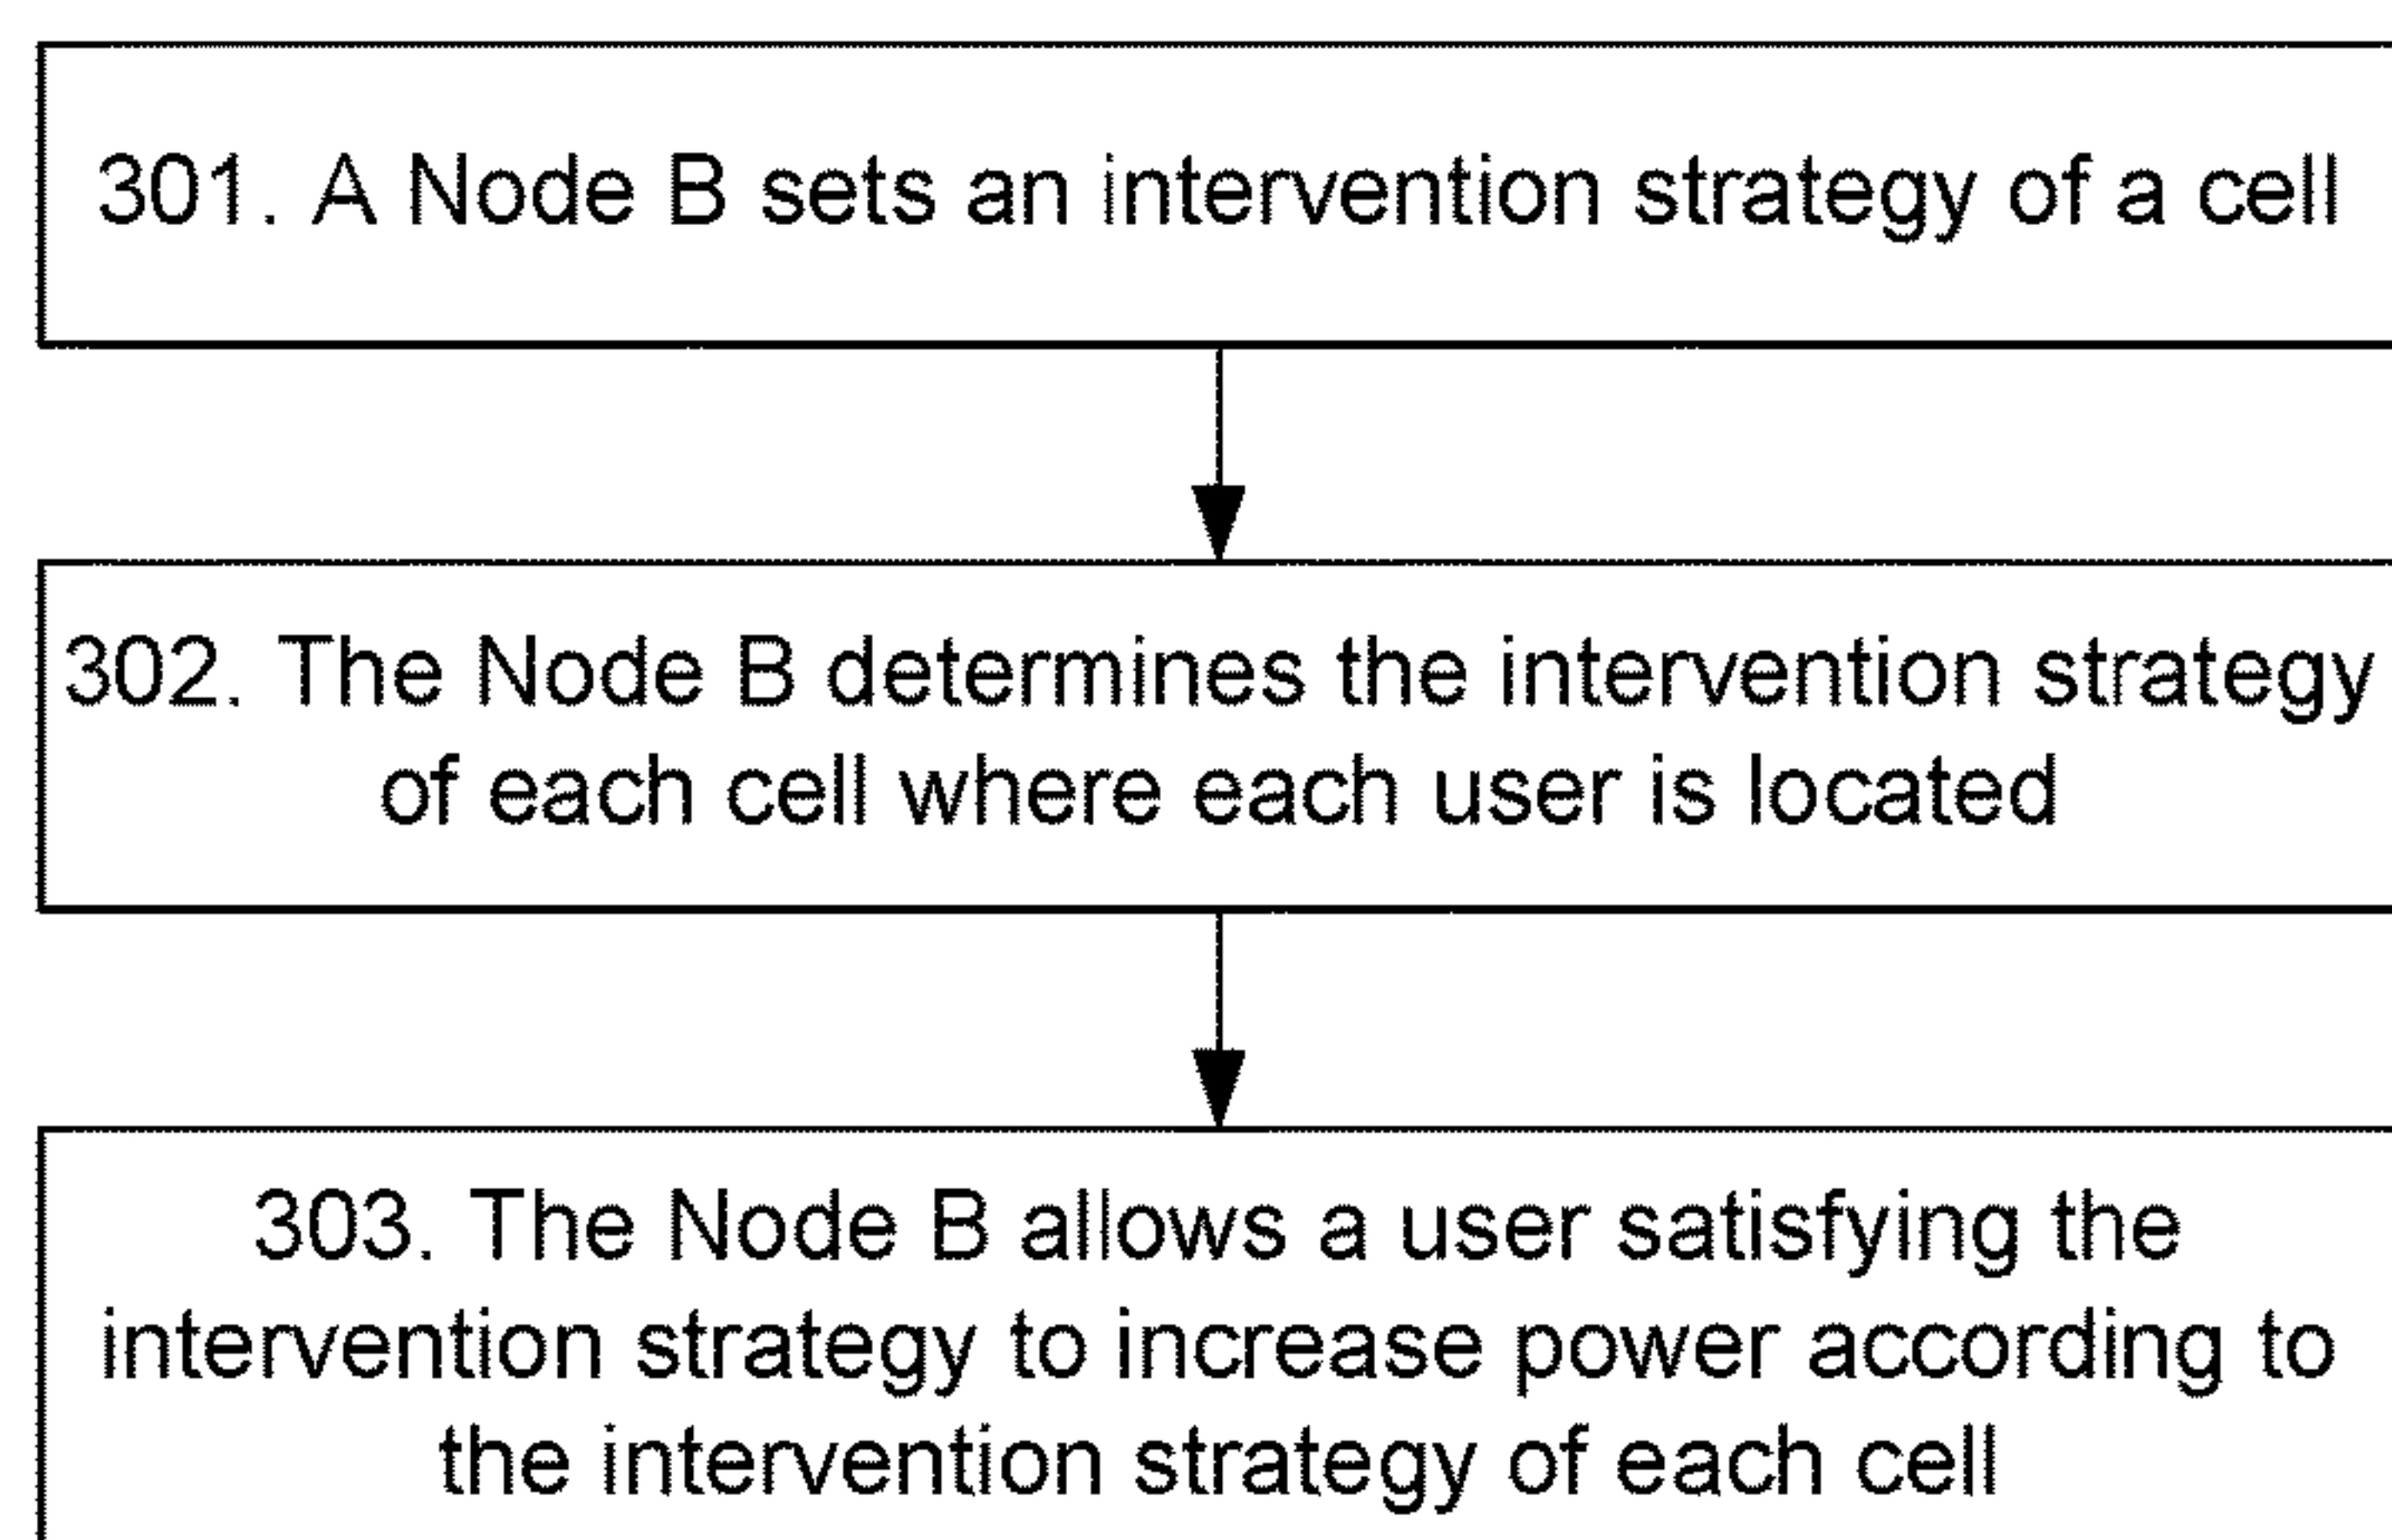 301. A Node B sets an intervention strategy of a cell
302. The Node B determines the intervention strategy
of each cell where each user is located
303. The Node B allows a user satisfying the
intervention strategy to increase power according to
the intervention strategy of each cell